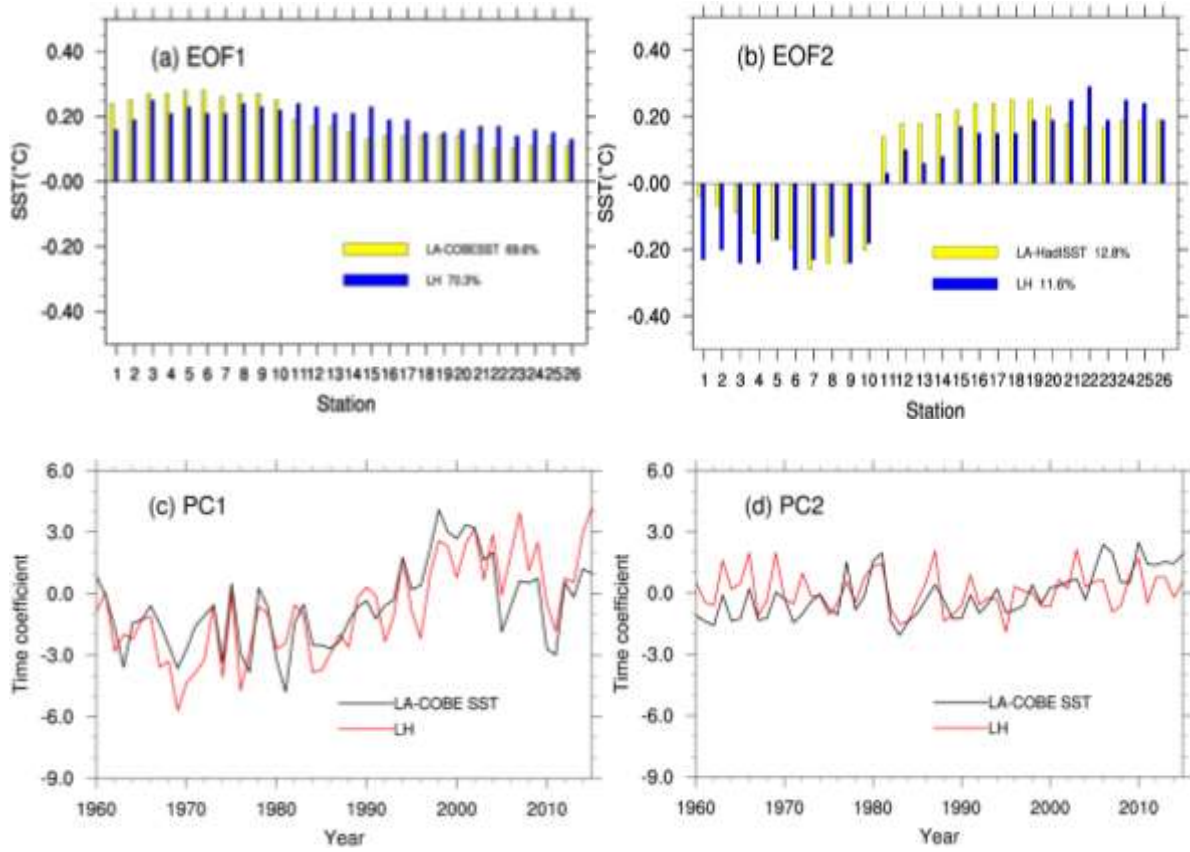 (a) EOF1
0.40
0.20
-0.00
-0.20
-0.40
SST(°C)
LA-COBESST 69.6%
LH 70.3%
1 2 3 4 5 6 7 8 9 10 11 12 13 14 15 16 17 18 19 20 21 22 23 24 25 26
Station
(b) EOF2
0.40
0.20
-0.00
-0.20
-0.40
SST(°C)
LA-HadISST 12.8%
LH 11.6%
1 2 3 4 5 6 7 8 9 10 11 12 13 14 15 16 17 18 19 20 21 22 23 24 25 26
Station
(c) PC1
6.0
3.0
0.0
-3.0
-6.0
-9.0
Time coefficient
LA-COBE SST
LH
1960 1970 1980 1990 2000 2010
Year
(d) PC2
6.0
3.0
0.0
-3.0
-6.0
-9.0
Time coefficient
LA-COBE SST
LH
1960 1970 1980 1990 2000 2010
Year